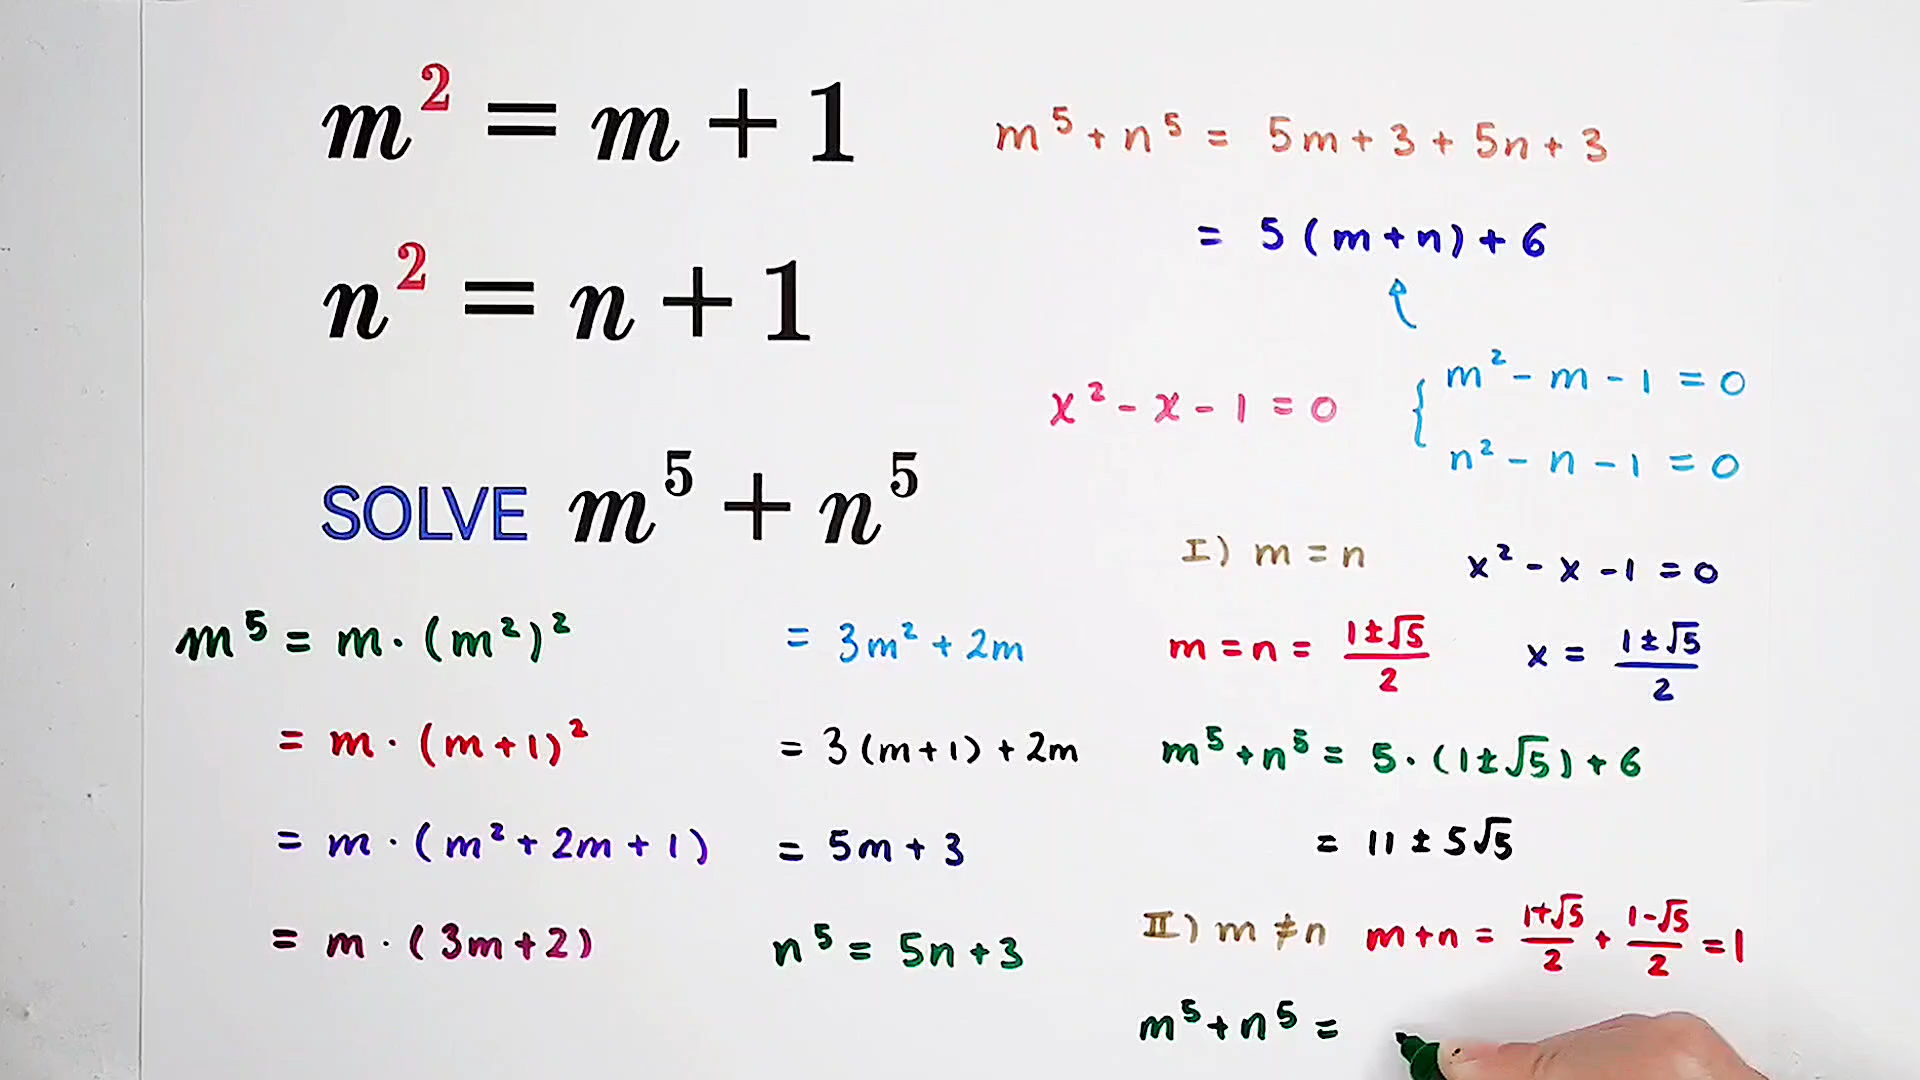 m² = m + 1
n² = n + 1
SOLVE m⁵ + n⁵
m⁵ = m · (m²)²
= m · (m+1)²
= m · (m² + 2m + 1)
= m · (3m+2)
= 3m² + 2m
= 3(m+1) + 2m
= 5m + 3
n⁵ = 5n + 3
m⁵ + n⁵ = 5m + 3 + 5n + 3
= 5(m+n) + 6
x² - x - 1 = 0
{ m² - m - 1 = 0
n² - n - 1 = 0
I) m = n
x² - x - 1 = 0
m = n = (1±√5)/2
x = (1±√5)/2
m⁵ + n⁵ = 5·(1±√5) + 6
= 11 ± 5√5
II) m ≠ n m+n = (1+√5)/2 + (1-√5)/2 = 1
m⁵ + n⁵ =